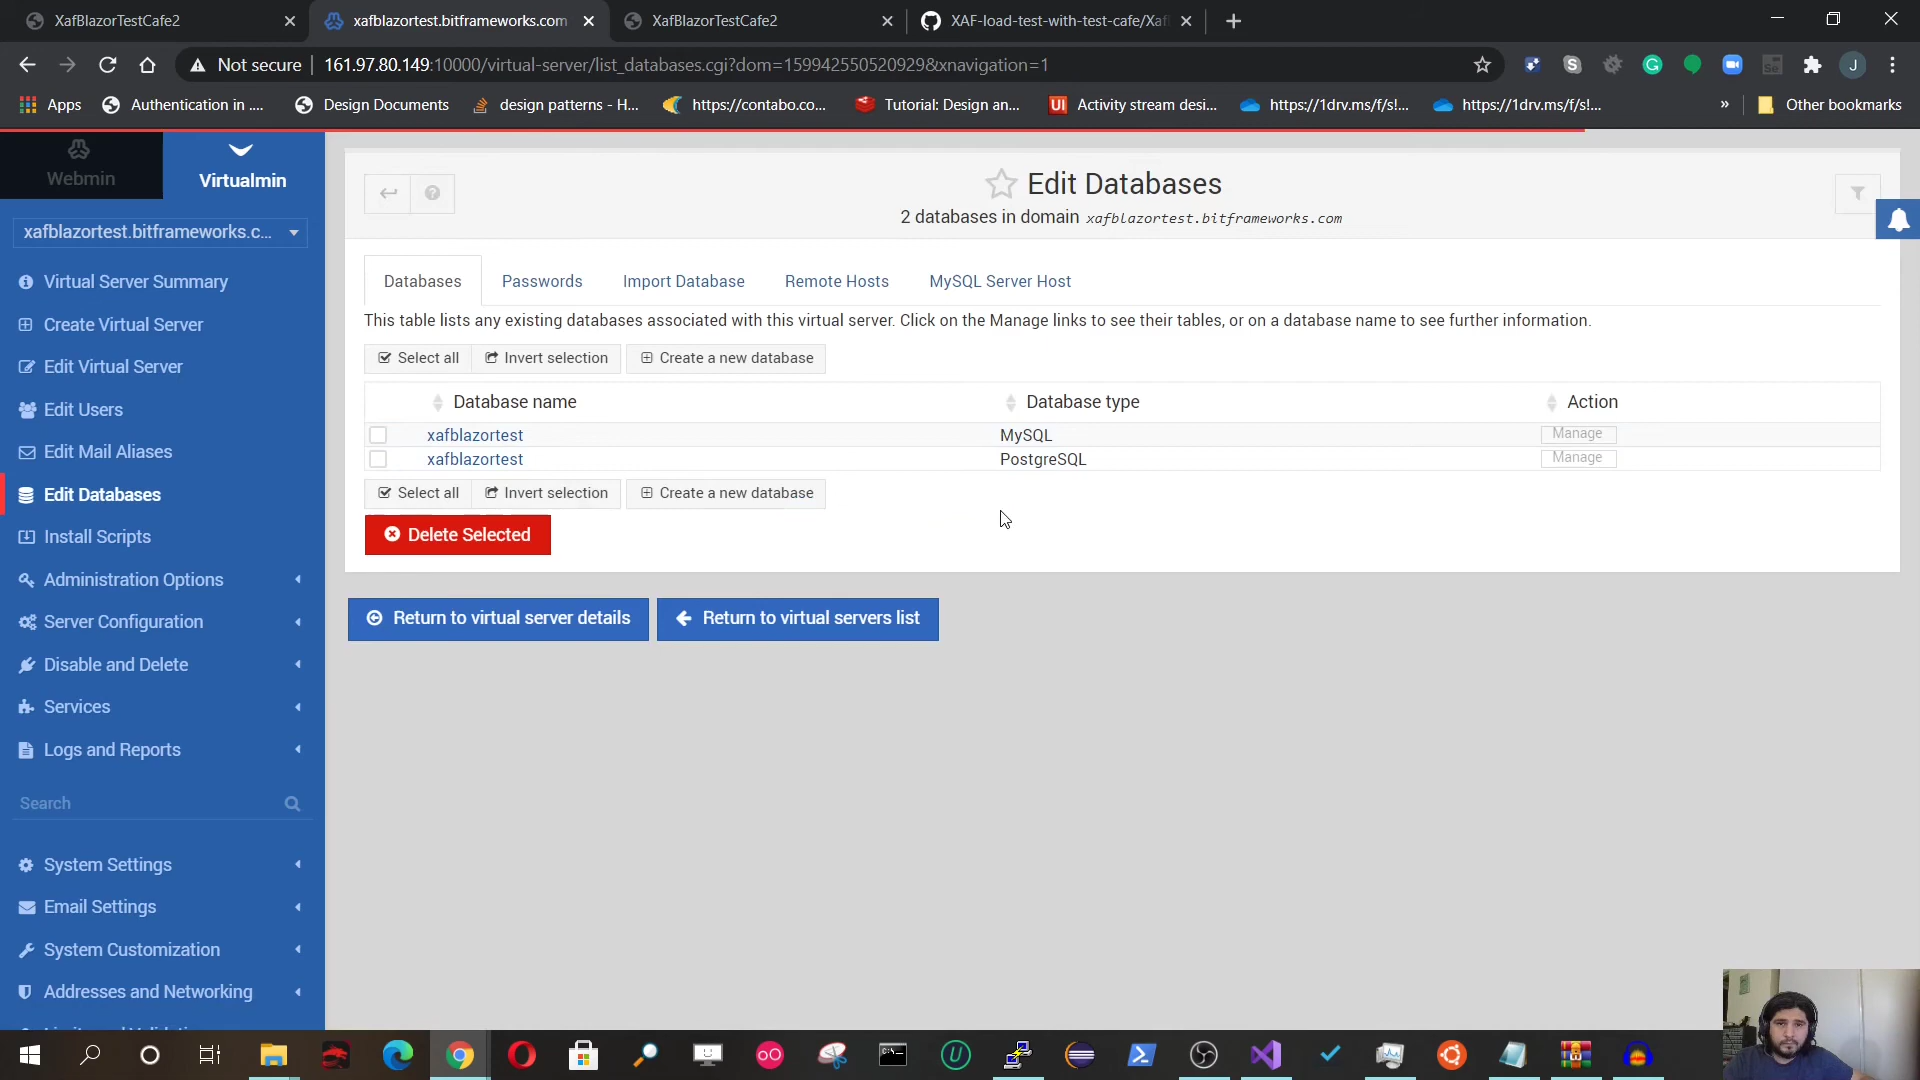 XafBlazorTestCafe2
xafblazortest.bitframeworks.com
XafBlazorTestCafe2
XAF-load-test-with-test-cafe/Xaf
Not secure
161.97.80.149:10000/virtual-server/list_databases.cgi?dom=159942550520929&xnavigation=1
J
Apps
Authentication in ....
Design Documents
design patterns - H...
https://contabo.co...
Tutorial: Design an...
UI
Activity stream desi...
https://1drv.ms/f/s!...
https://1drv.ms/f/s!...
»
Other bookmarks
Webmin
Virtualmin
xafblazortest.bitframeworks.c...
Virtual Server Summary
Create Virtual Server
Edit Virtual Server
Edit Users
Edit Mail Aliases
Edit Databases
Install Scripts
Administration Options
Server Configuration
Disable and Delete
Services
Logs and Reports
Search
System Settings
Email Settings
System Customization
Addresses and Networking
Edit Databases
2 databases in domain xafblazortest.bitframeworks.com
Databases
Passwords
Import Database
Remote Hosts
MySQL Server Host
This table lists any existing databases associated with this virtual server. Click on the Manage links to see their tables, or on a database name to see further information.
Select all
Invert selection
Create a new database
Database name
Database type
Action
xafblazortest
MySQL
Manage
xafblazortest
PostgreSQL
Manage
Select all
Invert selection
Create a new database
Delete Selected
Return to virtual server details
Return to virtual servers list